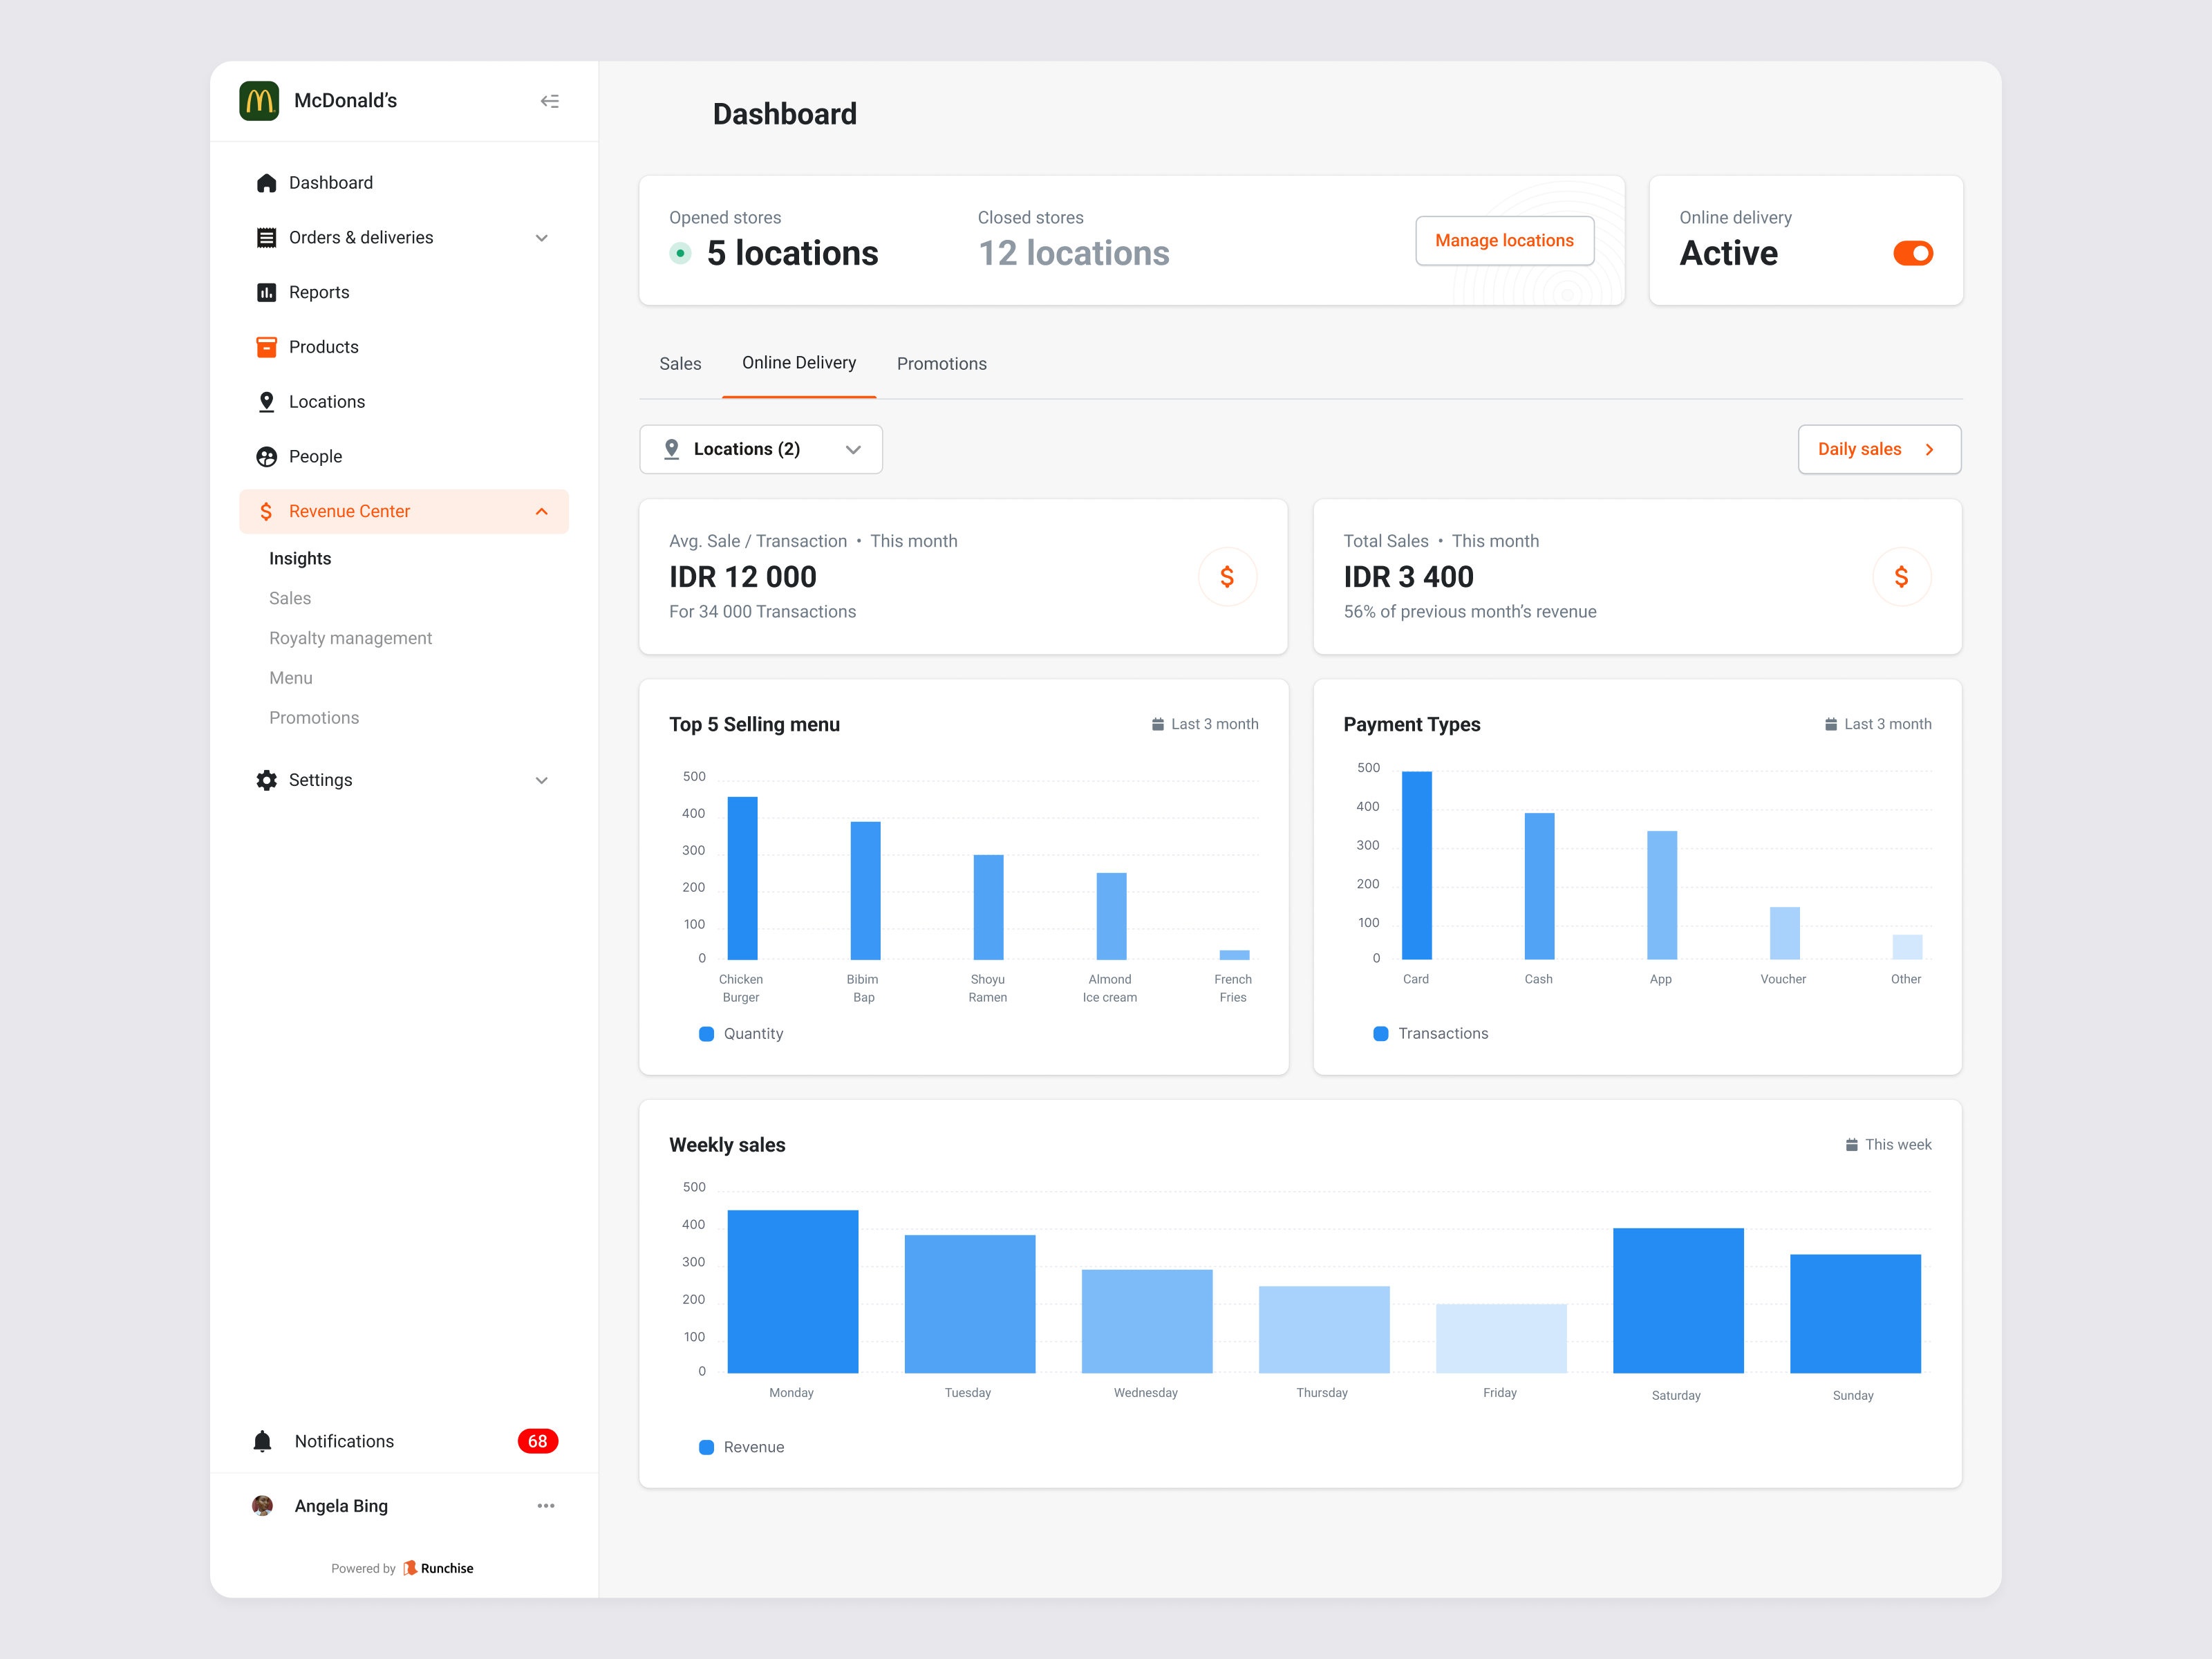 McDonald’s
Dashboard
Orders & deliveries
Reports
Products
Locations
People
Revenue Center
Insights
Sales
Royalty management
Menu
Promotions
Settings
Notifications
68
Angela Bing
Powered by Runchise
Dashboard
Opened stores
5 locations
Closed stores
12 locations
Manage locations
Online delivery
Active
Sales
Online Delivery
Promotions
Locations (2)
Daily sales
Avg. Sale / Transaction • This month
IDR 12 000
For 34 000 Transactions
Total Sales • This month
IDR 3 400
56% of previous month’s revenue
Top 5 Selling menu
Last 3 month
500
400
300
200
100
0
Chicken
Burger
Bibim
Bap
Shoyu
Ramen
Almond
Ice cream
French
Fries
Quantity
Payment Types
Last 3 month
500
400
300
200
100
0
Card
Cash
App
Voucher
Other
Transactions
Weekly sales
This week
500
400
300
200
100
0
Monday
Tuesday
Wednesday
Thursday
Friday
Saturday
Sunday
Revenue